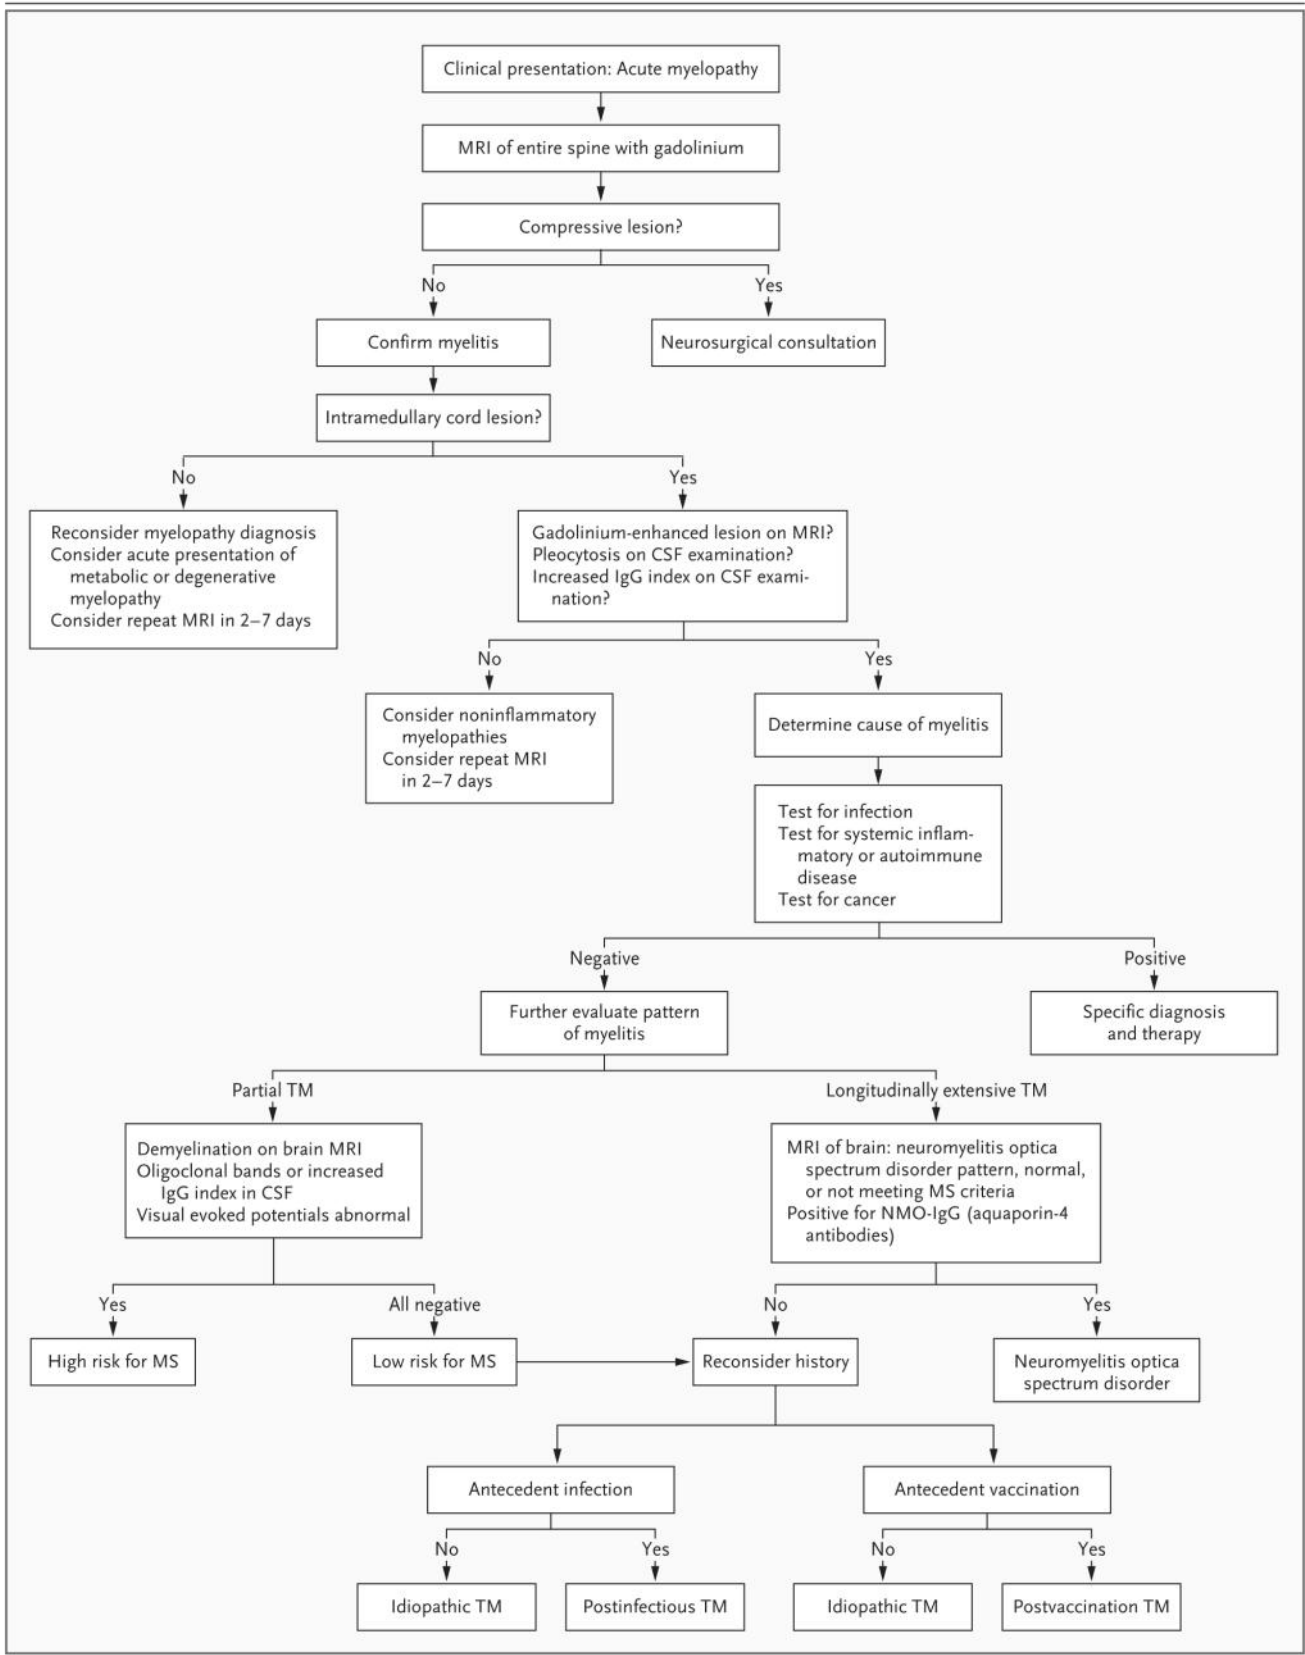 Clinical presentation: Acute myelopathy
MRI of entire spine with gadolinium
Compressive lesion?
No
Yes
Confirm myelitis
Neurosurgical consultation
Intramedullary cord lesion?
No
Yes
Reconsider myelopathy diagnosis
Consider acute presentation of
metabolic or degenerative
myelopathy
Consider repeat MRI in 2–7 days
Gadolinium-enhanced lesion on MRI?
Pleocytosis on CSF examination?
Increased IgG index on CSF exami-
nation?
No
Yes
Consider noninflammatory
myelopathies
Consider repeat MRI
in 2–7 days
Determine cause of myelitis
Test for infection
Test for systemic inflam-
matory or autoimmune
disease
Test for cancer
Negative
Positive
Further evaluate pattern
of myelitis
Specific diagnosis
and therapy
Partial TM
Longitudinally extensive TM
Demyelination on brain MRI
Oligoclonal bands or increased
IgG index in CSF
Visual evoked potentials abnormal
MRI of brain: neuromyelitis optica
spectrum disorder pattern, normal,
or not meeting MS criteria
Positive for NMO-IgG (aquaporin-4
antibodies)
Yes
All negative
No
Yes
High risk for MS
Low risk for MS
Reconsider history
Neuromyelitis optica
spectrum disorder
Antecedent infection
Antecedent vaccination
No
Yes
No
Yes
Idiopathic TM
Postinfectious TM
Idiopathic TM
Postvaccination TM